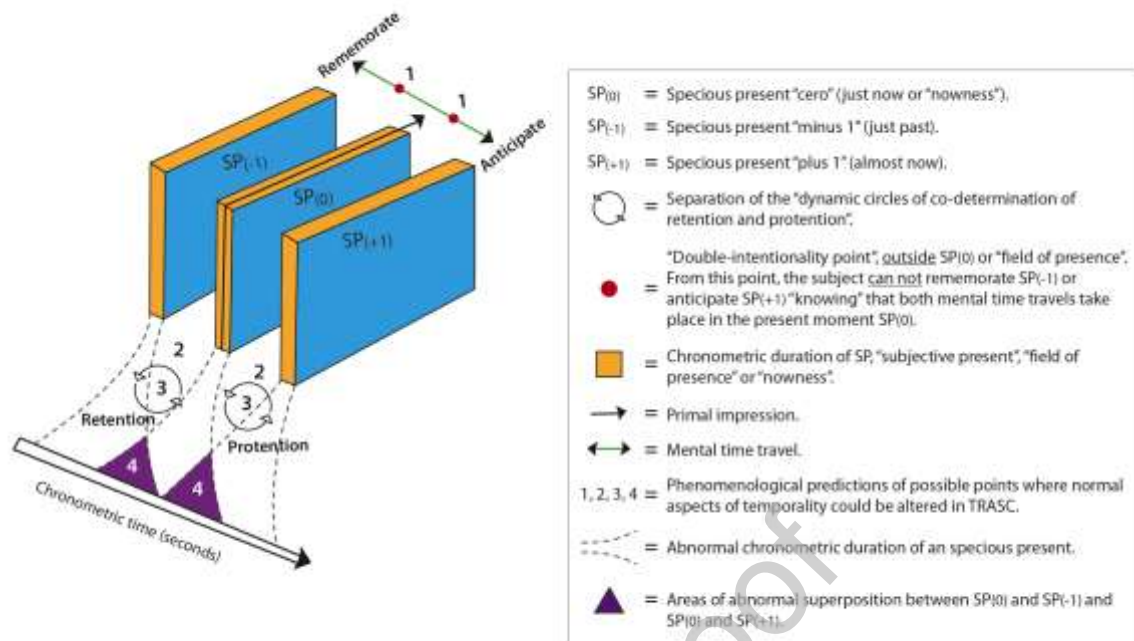 Rememorate
1
1
Anticipate
SP(-1)
SP(0)
SP(+1)
2
3
2
3
Retention
Protention
4
4
Chronometric time (seconds)
SP(0) = Specious present "cero" (just now or "nowness").
SP(-1) = Specious present "minus 1" (just past).
SP(+1) = Specious present "plus 1" (almost now).
= Separation of the "dynamic circles of co-determination of
retention and protention".
"Double-intentionality point", outside SP(0) or "field of presence".
= From this point, the subject can not rememorate SP(-1) or
anticipate SP(+1) "knowing" that both mental time travels take
place in the present moment SP(0).
= Chronometric duration of SP, "subjective present", "field of
presence" or "nowness".
= Primal impression.
= Mental time travel.
1, 2, 3, 4 = Phenomenological predictions of possible points where normal
aspects of temporality could be altered in TRASC.
= Abnormal chronometric duration of an specious present.
= Areas of abnormal superposition between SP(0) and SP(-1) and
SP(0) and SP(+1).
oof